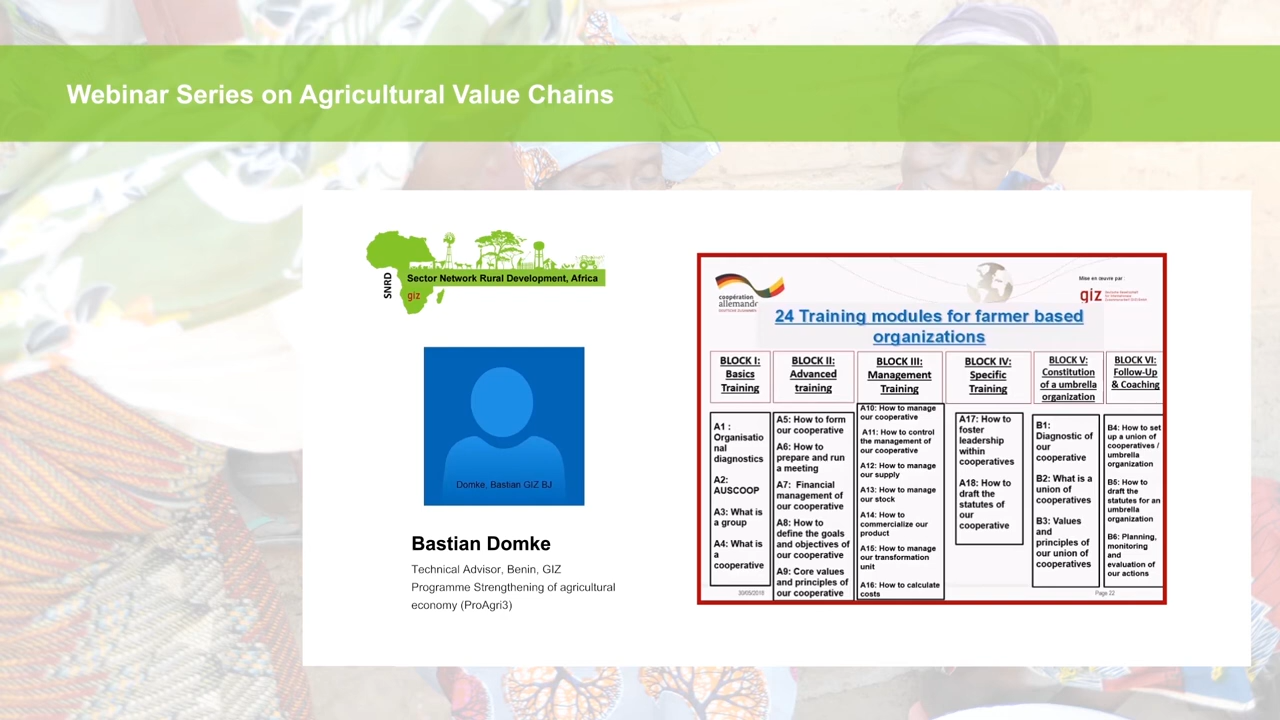 Webinar Series on Agricultural Value Chains
SNRD
Sector Network Rural Development, Africa
giz
Domke, Bastian GIZ BJ
Bastian Domke
Technical Advisor, Benin, GIZ
Programme Strengthening of agricultural
economy (ProAgri3)
coopération
allemande
DEUTSCHE ZUSAMMENARBEIT
Mise en œuvre par :
giz
24 Training modules for farmer based
organizations
BLOCK I:
Basics
Training
A1 :
Organisatio
nal
diagnostics
A2:
AUSCOOP
A3: What is
a group
A4: What is
a
cooperative
BLOCK II:
Advanced
training
A5: How to form
our cooperative
A6: How to
prepare and run
a meeting
A7: Financial
management of
our cooperative
A8: How to
define the goals
and objectives of
our cooperative
A9: Core values
and principles of
our cooperative
BLOCK III:
Management
Training
A10: How to manage
our cooperative
A11: How to control
the management of
our cooperative
A12: How to manage
our supply
A13: How to manage
our stock
A14: How to
commercialize our
product
A15: How to manage
our transformation
unit
A16: How to calculate
costs
BLOCK IV:
Specific
Training
A17: How to
foster
leadership
within
cooperatives
A18: How to
draft the
statutes of
our
cooperative
BLOCK V:
Constitution
of a umbrella
organization
B1:
Diagnostic of
our
cooperative
B2: What is a
union of
cooperatives
B3: Values
and
principles of
our union of
cooperatives
BLOCK VI:
Follow-Up
& Coaching
B4: How to set
up a union of
cooperatives /
umbrella
organization
B5: How to
draft the
statutes for an
umbrella
organization
B6: Planning,
monitoring
and
evaluation of
our actions
30/05/2018
Page 22